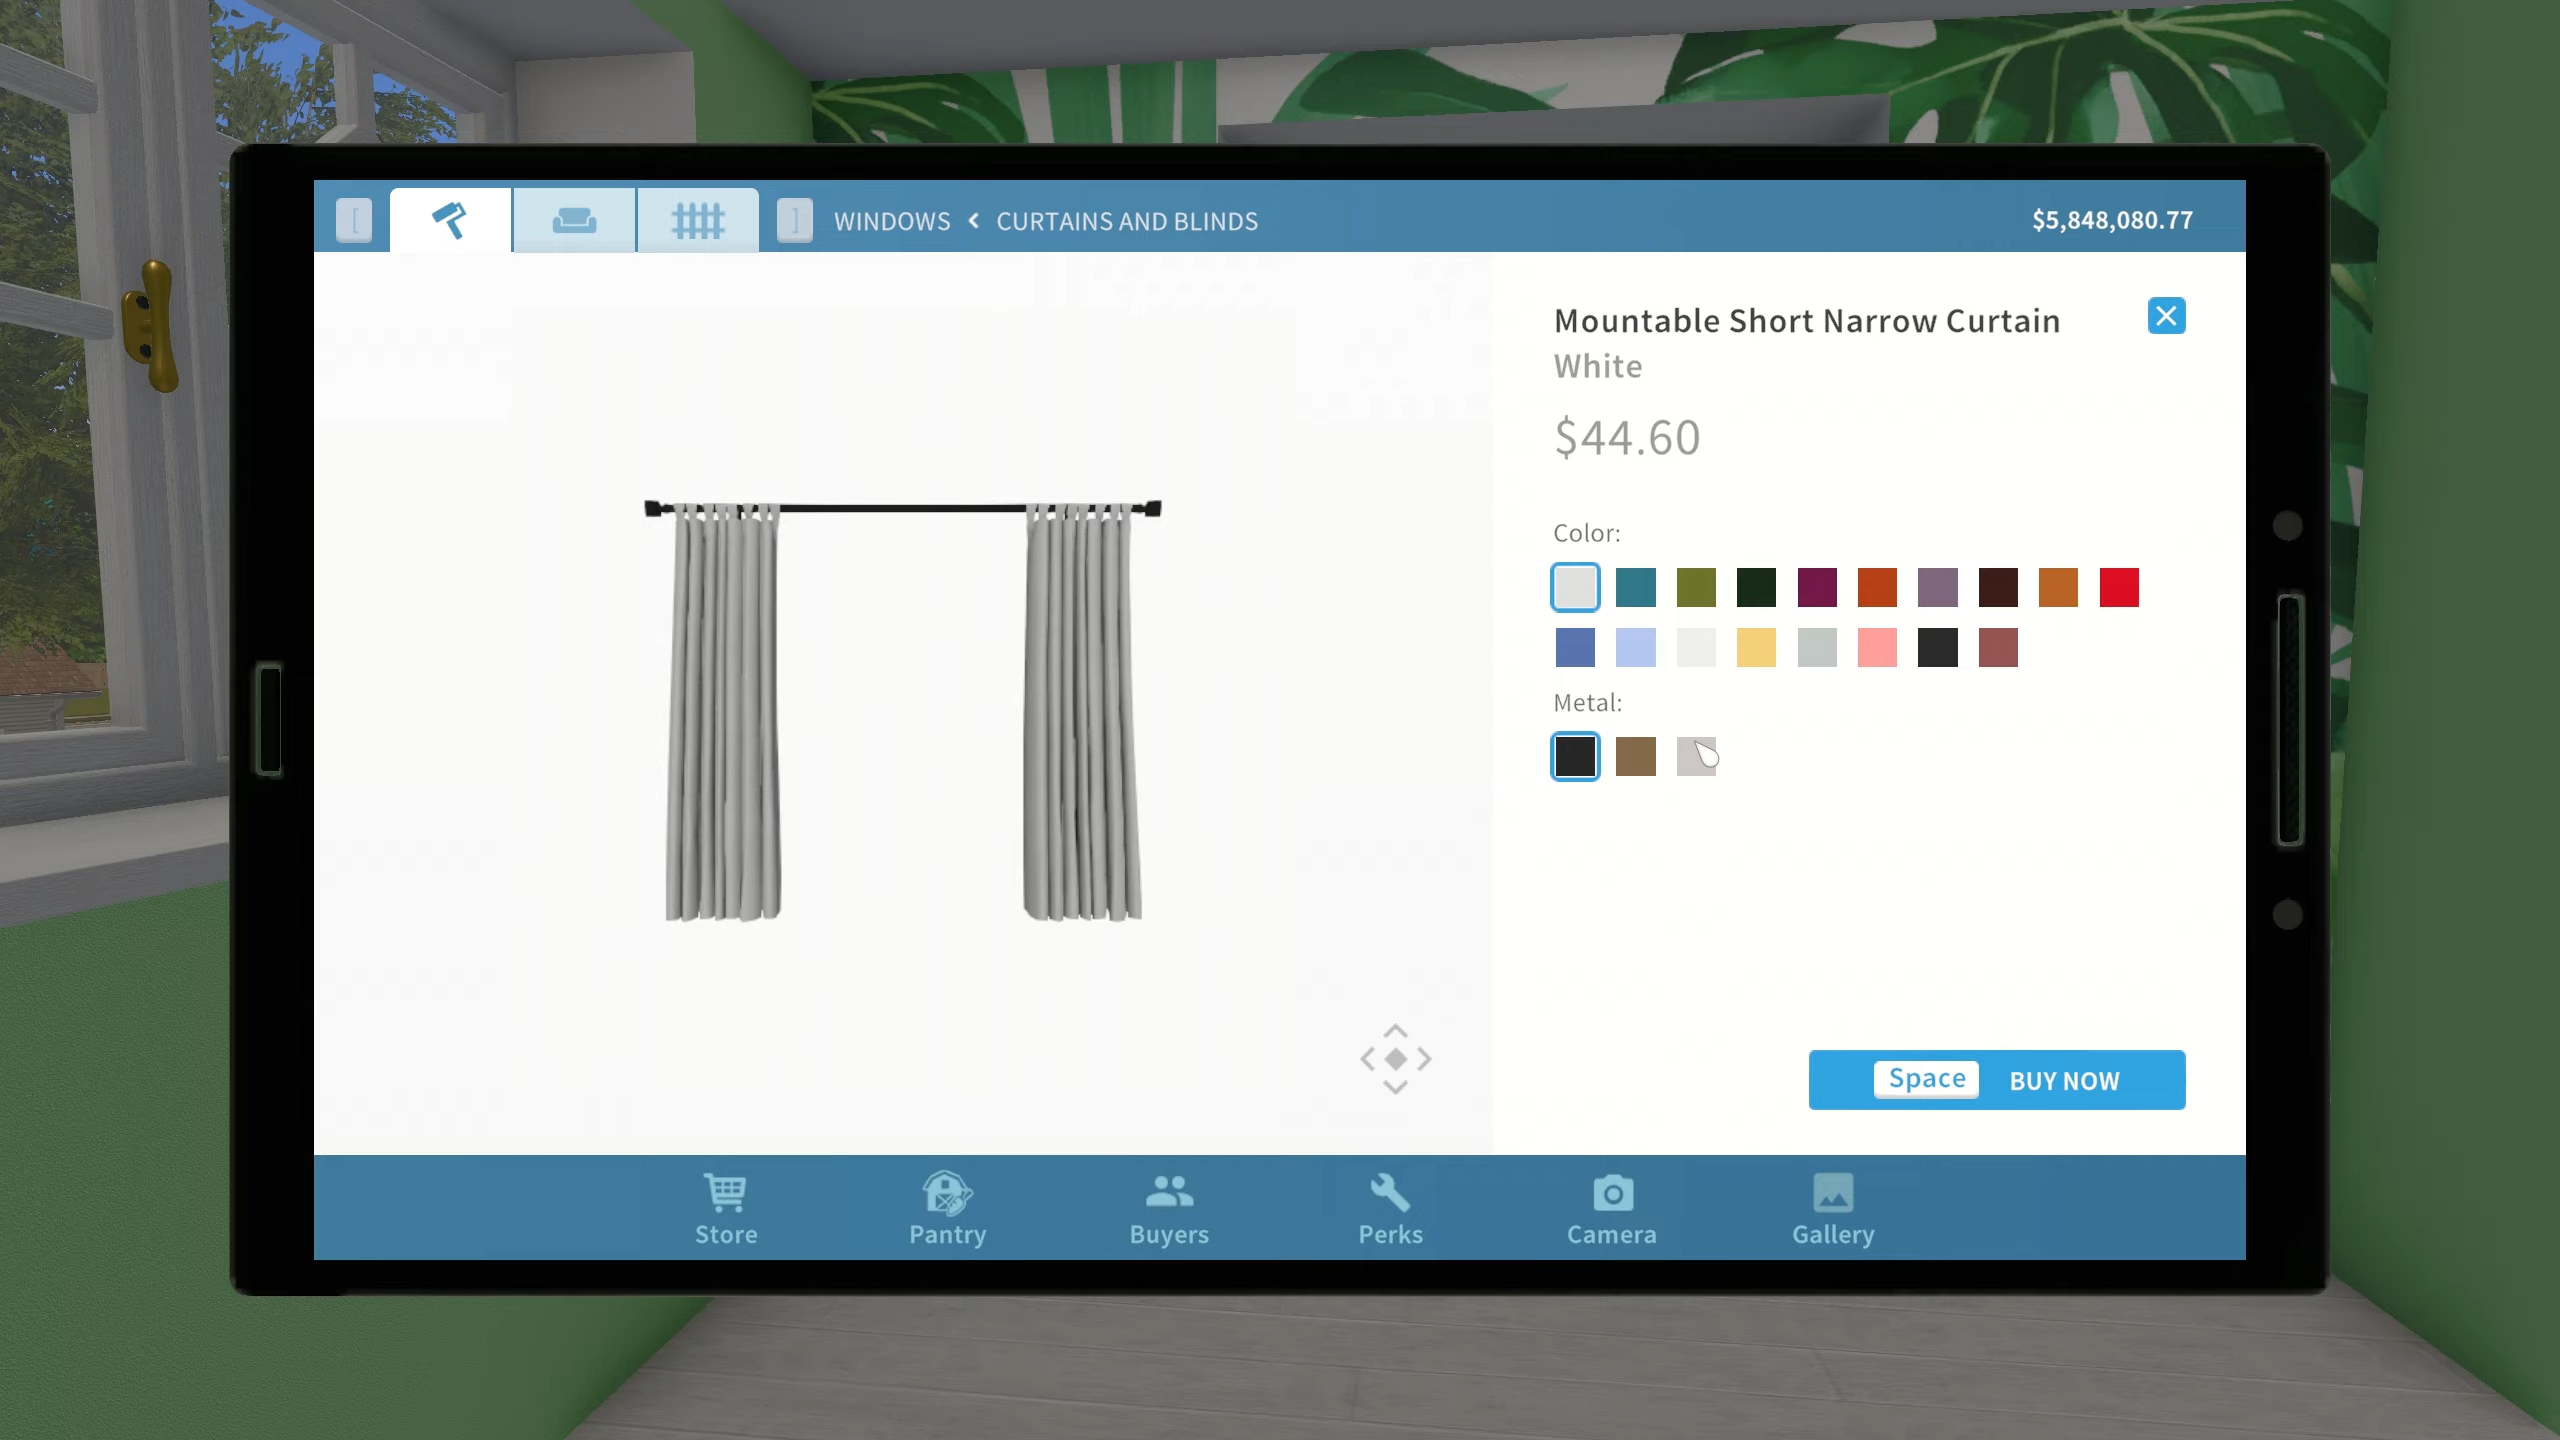 [
]
WINDOWS < CURTAINS AND BLINDS
$5,848,080.77
Mountable Short Narrow Curtain
White
$44.60
Color:
Metal:
Space BUY NOW
Store
Pantry
Buyers
Perks
Camera
Gallery